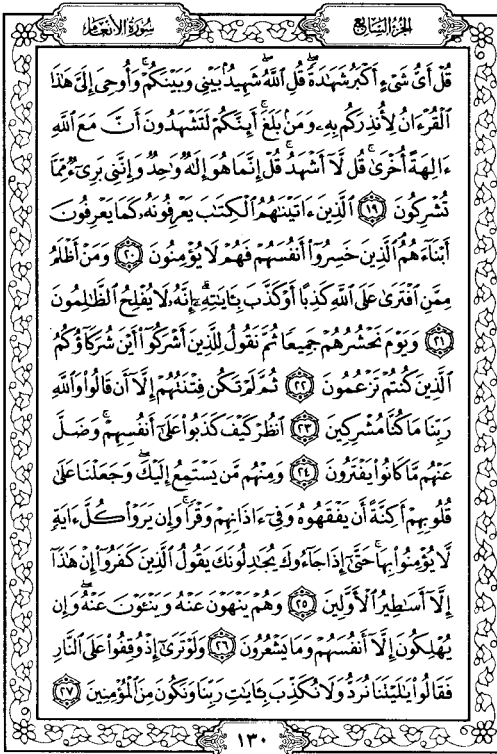 الجزء السابع
سورة الأنعام
قُلْ أَىُّ شَىْءٍ أَكْبَرُ شَهَٰدَةً ۖ قُلِ ٱللَّهُ ۖ شَهِيدٌۢ بَيْنِى وَبَيْنَكُمْ ۚ وَأُوحِىَ إِلَىَّ هَٰذَا
ٱلْقُرْءَانُ لِأُنذِرَكُم بِهِۦ وَمَنۢ بَلَغَ ۚ أَئِنَّكُمْ لَتَشْهَدُونَ أَنَّ مَعَ ٱللَّهِ
ءَالِهَةً أُخْرَىٰ ۚ قُل لَّآ أَشْهَدُ ۚ قُلْ إِنَّمَا هُوَ إِلَٰهٌ وَٰحِدٌ وَإِنَّنِى بَرِىٓءٌ مِّمَّا
تُشْرِكُونَ ١٩ ٱلَّذِينَ ءَاتَيْنَٰهُمُ ٱلْكِتَٰبَ يَعْرِفُونَهُۥ كَمَا يَعْرِفُونَ
أَبْنَآءَهُمُ ٱلَّذِينَ خَسِرُوٓا۟ أَنفُسَهُمْ فَهُمْ لَا يُؤْمِنُونَ ٢٠ وَمَنْ أَظْلَمُ
مِمَّنِ ٱفْتَرَىٰ عَلَى ٱللَّهِ كَذِبًا أَوْ كَذَّبَ بِـَٔايَٰتِهِۦٓ ۗ إِنَّهُۥ لَا يُفْلِحُ ٱلظَّٰلِمُونَ
٢١ وَيَوْمَ نَحْشُرُهُمْ جَمِيعًا ثُمَّ نَقُولُ لِلَّذِينَ أَشْرَكُوٓا۟ أَيْنَ شُرَكَآؤُكُمُ
ٱلَّذِينَ كُنتُمْ تَزْعُمُونَ ٢٢ ثُمَّ لَمْ تَكُن فِتْنَتُهُمْ إِلَّآ أَن قَالُوا۟ وَٱللَّهِ
رَبِّنَا مَا كُنَّا مُشْرِكِينَ ٢٣ ٱنظُرْ كَيْفَ كَذَبُوا۟ عَلَىٰٓ أَنفُسِهِمْ ۚ وَضَلَّ
عَنْهُم مَّا كَانُوا۟ يَفْتَرُونَ ٢٤ وَمِنْهُم مَّن يَسْتَمِعُ إِلَيْكَ ۖ وَجَعَلْنَا عَلَىٰ
قُلُوبِهِمْ أَكِنَّةً أَن يَفْقَهُوهُ وَفِىٓ ءَاذَانِهِمْ وَقْرًا ۚ وَإِن يَرَوْا۟ كُلَّ ءَايَةٍ
لَّا يُؤْمِنُوا۟ بِهَا ۚ حَتَّىٰٓ إِذَا جَآءُوكَ يُجَٰدِلُونَكَ يَقُولُ ٱلَّذِينَ كَفَرُوٓا۟ إِنْ هَٰذَآ
إِلَّآ أَسَٰطِيرُ ٱلْأَوَّلِينَ ٢٥ وَهُمْ يَنْهَوْنَ عَنْهُ وَيَنْـَٔوْنَ عَنْهُ ۖ وَإِن
يُهْلِكُونَ إِلَّآ أَنفُسَهُمْ وَمَا يَشْعُرُونَ ٢٦ وَلَوْ تَرَىٰٓ إِذْ وُقِفُوا۟ عَلَى ٱلنَّارِ
فَقَالُوا۟ يَٰلَيْتَنَا نُرَدُّ وَلَا نُكَذِّبَ بِـَٔايَٰتِ رَبِّنَا وَنَكُونَ مِنَ ٱلْمُؤْمِنِينَ ٢٧
١٣٠